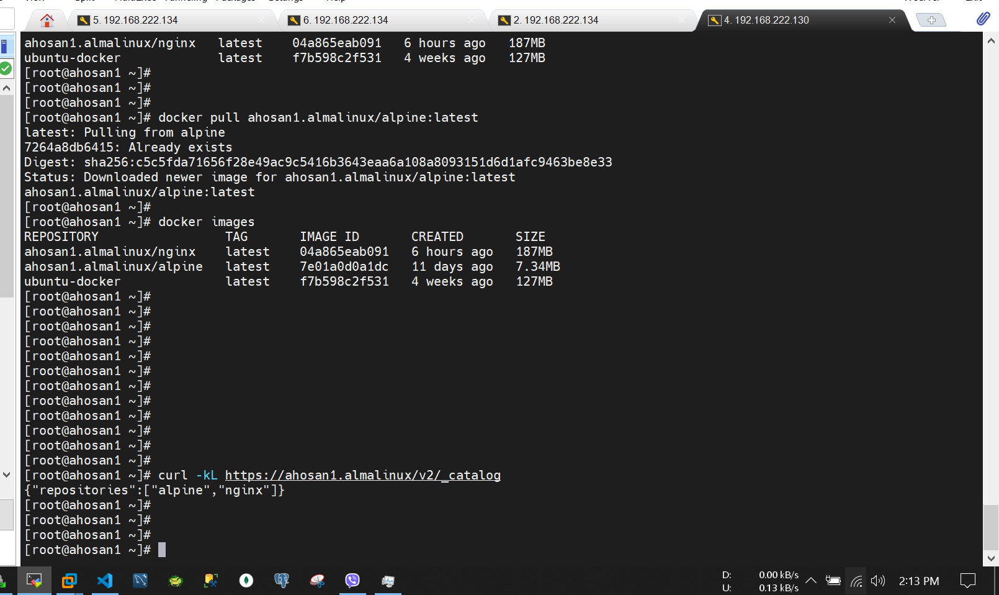 5. 192.168.222.134
6. 192.168.222.134
2. 192.168.222.134
4. 192.168.222.130
ahosan1.almalinux/nginx   latest    04a865eab091   6 hours ago   187MB
ubuntu-docker             latest    f7b598c2f531   4 weeks ago   127MB
[root@ahosan1 ~]#
[root@ahosan1 ~]#
[root@ahosan1 ~]#
[root@ahosan1 ~]# docker pull ahosan1.almalinux/alpine:latest
latest: Pulling from alpine
7264a8db6415: Already exists
Digest: sha256:c5c5fda71656f28e49ac9c5416b3643eaa6a108a8093151d6d1afc9463be8e33
Status: Downloaded newer image for ahosan1.almalinux/alpine:latest
ahosan1.almalinux/alpine:latest
[root@ahosan1 ~]#
[root@ahosan1 ~]# docker images
REPOSITORY                 TAG       IMAGE ID       CREATED       SIZE
ahosan1.almalinux/nginx    latest    04a865eab091   6 hours ago   187MB
ahosan1.almalinux/alpine   latest    7e01a0d0a1dc   11 days ago   7.34MB
ubuntu-docker              latest    f7b598c2f531   4 weeks ago   127MB
[root@ahosan1 ~]#
[root@ahosan1 ~]#
[root@ahosan1 ~]#
[root@ahosan1 ~]#
[root@ahosan1 ~]#
[root@ahosan1 ~]#
[root@ahosan1 ~]#
[root@ahosan1 ~]#
[root@ahosan1 ~]#
[root@ahosan1 ~]#
[root@ahosan1 ~]#
[root@ahosan1 ~]#
[root@ahosan1 ~]# curl -kL https://ahosan1.almalinux/v2/_catalog
{"repositories":["alpine","nginx"]}
[root@ahosan1 ~]#
[root@ahosan1 ~]#
[root@ahosan1 ~]#
[root@ahosan1 ~]#
D: 0.00 kB/s
U: 0.13 kB/s
2:13 PM